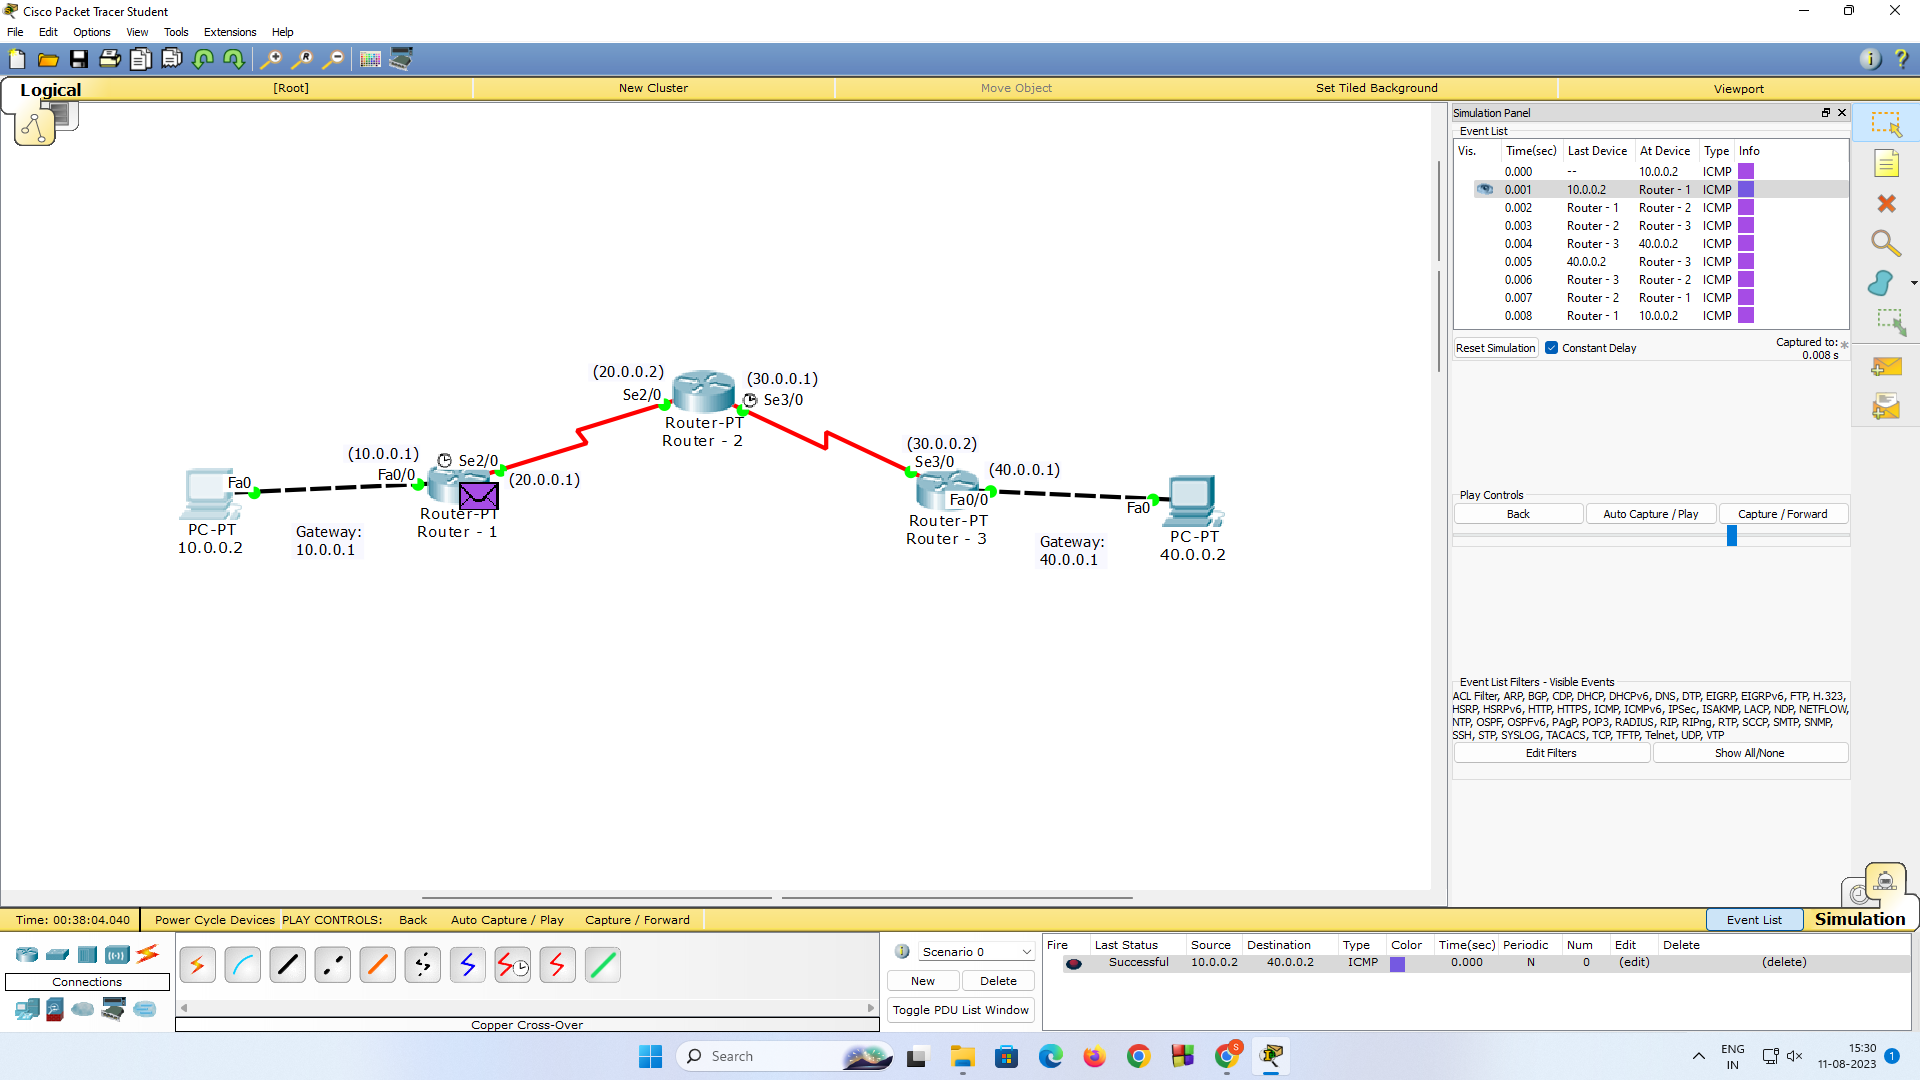 Cisco Packet Tracer Student
File Edit Options View Tools Extensions Help
Logical [Root] New Cluster Move Object Set Tiled Background Viewport
(20.0.0.2)
(30.0.0.1)
Se2/0
Se3/0
Router-PT
Router - 2
(10.0.0.1)
Se2/0
Fa0/0
(20.0.0.1)
Fa0
Router-PT
Router - 1
PC-PT
10.0.0.2
Gateway:
10.0.0.1
(30.0.0.2)
Se3/0
(40.0.0.1)
Fa0/0
Fa0
Router-PT
Router - 3
Gateway:
40.0.0.1
PC-PT
40.0.0.2
Simulation Panel
Event List
Vis. Time(sec) Last Device At Device Type Info
0.000 -- 10.0.0.2 ICMP
0.001 10.0.0.2 Router - 1 ICMP
0.002 Router - 1 Router - 2 ICMP
0.003 Router - 2 Router - 3 ICMP
0.004 Router - 3 40.0.0.2 ICMP
0.005 40.0.0.2 Router - 3 ICMP
0.006 Router - 3 Router - 2 ICMP
0.007 Router - 2 Router - 1 ICMP
0.008 Router - 1 10.0.0.2 ICMP
Reset Simulation Constant Delay Captured to: *
0.008 s
Play Controls
Back Auto Capture / Play Capture / Forward
Event List Filters - Visible Events
ACL Filter, ARP, BGP, CDP, DHCP, DHCPv6, DNS, DTP, EIGRP, EIGRPv6, FTP, H.323,
HSRP, HSRPv6, HTTP, HTTPS, ICMP, ICMPv6, IPSec, ISAKMP, LACP, NDP, NETFLOW,
NTP, OSPF, OSPFv6, PAgP, POP3, RADIUS, RIP, RIPng, RTP, SCCP, SMTP, SNMP,
SSH, STP, SYSLOG, TACACS, TCP, TFTP, Telnet, UDP, VTP
Edit Filters Show All/None
Time: 00:38:04.040 Power Cycle Devices PLAY CONTROLS: Back Auto Capture / Play Capture / Forward Event List Simulation
Connections
Copper Cross-Over
Scenario 0
New Delete
Toggle PDU List Window
Fire Last Status Source Destination Type Color Time(sec) Periodic Num Edit Delete
Successful 10.0.0.2 40.0.0.2 ICMP 0.000 N 0 (edit) (delete)
Search
S
ENG
IN
15:30
11-08-2023
1